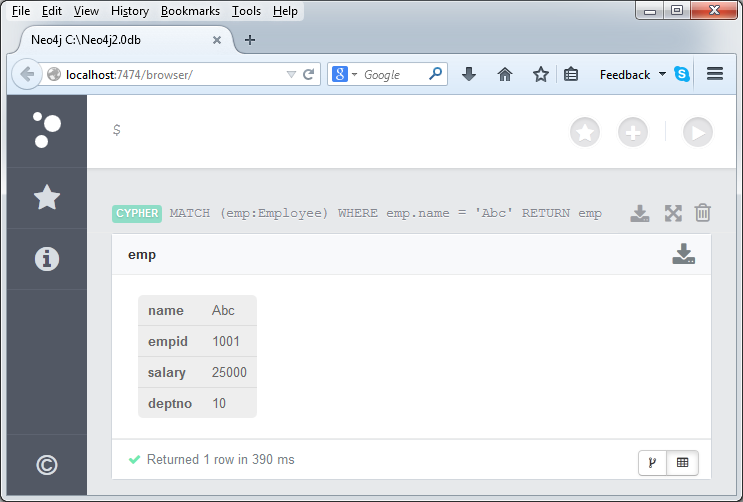 File Edit View History Bookmarks Tools Help
Neo4j C:\Neo4j2.0db
localhost:7474/browser/
Google
Feedback
$
CYPHER MATCH (emp:Employee) WHERE emp.name = 'Abc' RETURN emp
emp
name Abc
empid 1001
salary 25000
deptno 10
Returned 1 row in 390 ms